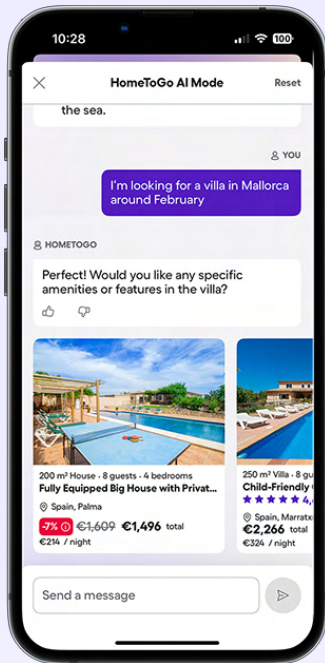 10:28
100
HomeToGo AI Mode
Reset
the sea.
YOU
I'm looking for a villa in Mallorca
around February
HOMETOGO
Perfect! Would you like any specific
amenities or features in the villa?
200 m² House · 8 guests · 4 bedrooms
Fully Equipped Big House with Privat...
Spain, Palma
-7% €1,609 €1,496 total
€214 / night
250 m² Villa · 8 gu
Child-Friendly
4,
Spain, Marratx
€2,266 total
€324 / night
Send a message